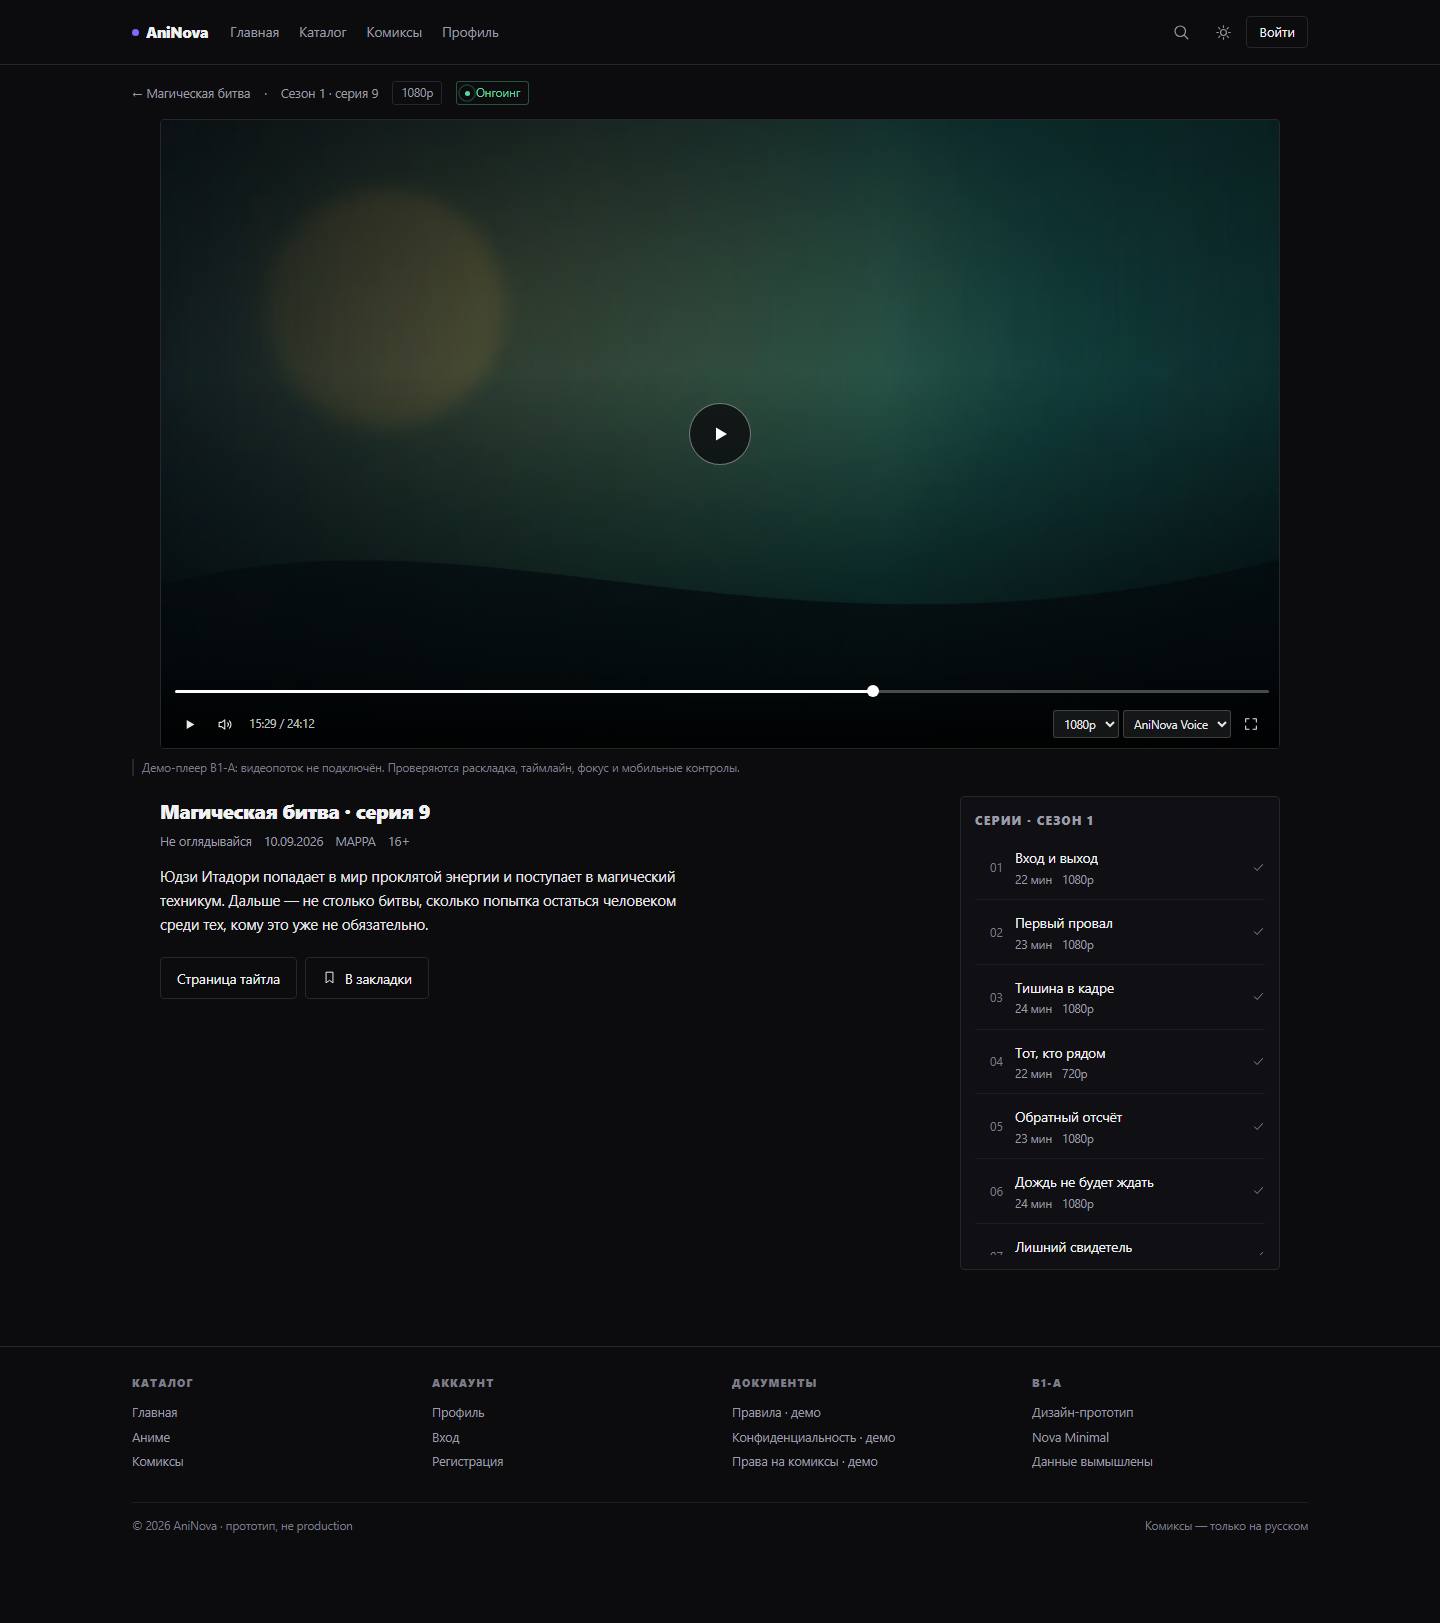 AniNova Главная Каталог Комиксы Профиль Войти
← Магическая битва · Сезон 1 · серия 9 1080p Онгоинг
15:29 / 24:12 1080p AniNova Voice
Демо-плеер B1-A: видеопоток не подключён. Проверяются раскладка, таймлайн, фокус и мобильные контролы.
Магическая битва · серия 9
Не оглядывайся 10.09.2026 MAPPA 16+
Юдзи Итадори попадает в мир проклятой энергии и поступает в магический
техникум. Дальше — не столько битвы, сколько попытка остаться человеком
среди тех, кому это уже не обязательно.
Страница тайтла В закладки
СЕРИИ · СЕЗОН 1
01 Вход и выход
22 мин 1080p
02 Первый провал
23 мин 1080p
03 Тишина в кадре
24 мин 1080p
04 Тот, кто рядом
22 мин 720p
05 Обратный отсчёт
23 мин 1080p
06 Дождь не будет ждать
24 мин 1080p
07 Лишний свидетель
КАТАЛОГ
Главная
Аниме
Комиксы
АККАУНТ
Профиль
Вход
Регистрация
ДОКУМЕНТЫ
Правила · демо
Конфиденциальность · демо
Права на комиксы · демо
B1-A
Дизайн-прототип
Nova Minimal
Данные вымышлены
© 2026 AniNova · прототип, не production
Комиксы — только на русском